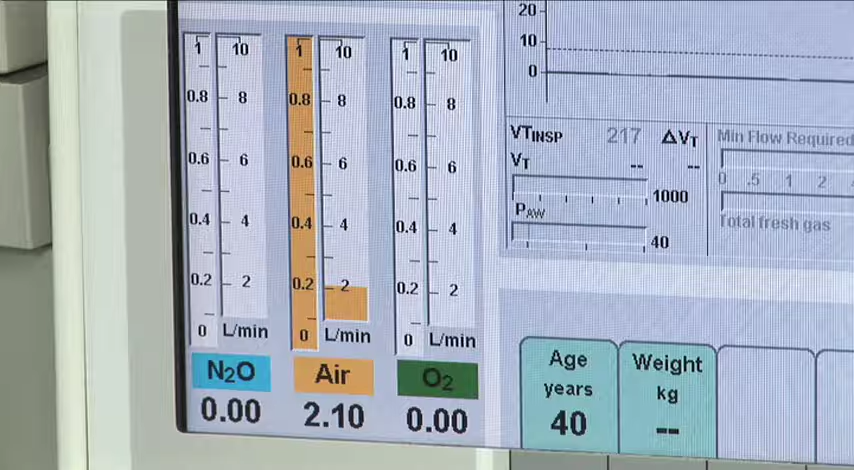 1 10 1 10 1 10
0.8 8 0.8 8 0.8 8
0.6 6 0.6 6 0.6 6
0.4 4 0.4 4 0.4 4
0.2 2 0.2 2 0.2 2
0 L/min 0 L/min 0 L/min
N2O Air O2
0.00 2.10 0.00
20
10
0
VTINSP 217 ΔVT
VT -- --
1000
PAW
40
Min Flow Required
0 .5 1 2
Total fresh gas
Age
years
40
Weight
kg
--